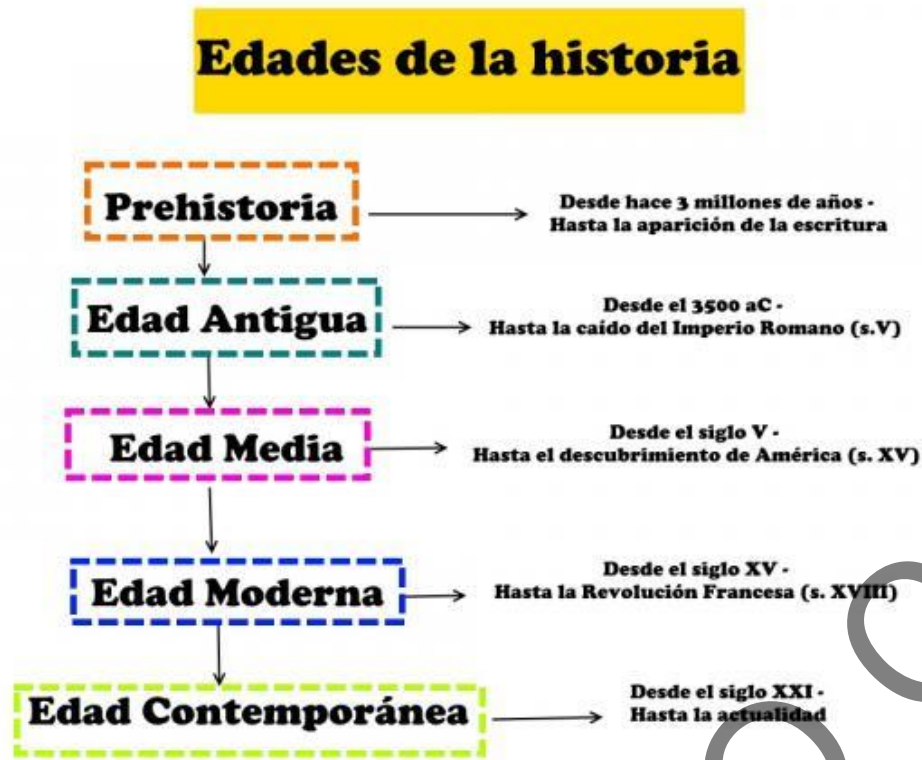 Edades de la historia
Prehistoria
Desde hace 3 millones de años -
Hasta la aparición de la escritura
Edad Antigua
Desde el 3500 aC -
Hasta la caído del Imperio Romano (s.V)
Edad Media
Desde el siglo V -
Hasta el descubrimiento de América (s. XV)
Edad Moderna
Desde el siglo XV -
Hasta la Revolución Francesa (s. XVIII)
Edad Contemporánea
Desde el siglo XXI -
Hasta la actualidad